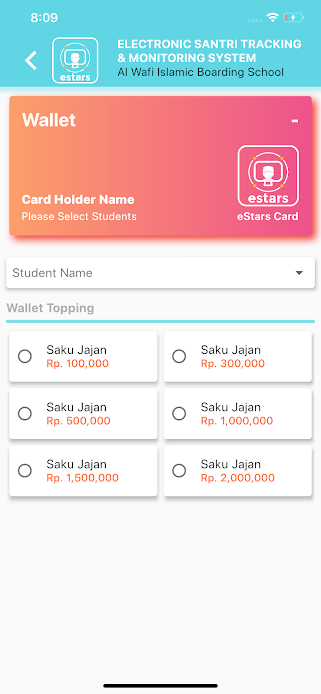 8:09
ELECTRONIC SANTRI TRACKING
& MONITORING SYSTEM
Al Wafi Islamic Boarding School
estars
Wallet -
estars
Card Holder Name
Please Select Students eStars Card
Student Name
Wallet Topping
Saku Jajan Saku Jajan
Rp. 100,000 Rp. 300,000
Saku Jajan Saku Jajan
Rp. 500,000 Rp. 1,000,000
Saku Jajan Saku Jajan
Rp. 1,500,000 Rp. 2,000,000